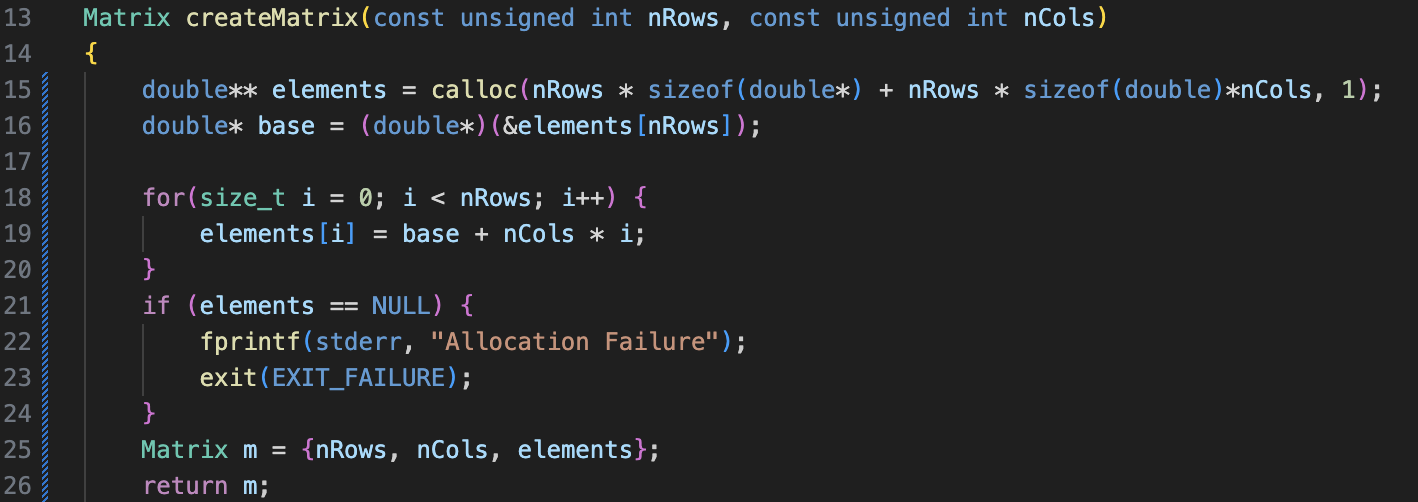 13 Matrix createMatrix(const unsigned int nRows, const unsigned int nCols)
14 {
15 double** elements = calloc(nRows * sizeof(double*) + nRows * sizeof(double)*nCols, 1);
16 double* base = (double*)(&elements[nRows]);
17
18 for(size_t i = 0; i < nRows; i++) {
19 elements[i] = base + nCols * i;
20 }
21 if (elements == NULL) {
22 fprintf(stderr, "Allocation Failure");
23 exit(EXIT_FAILURE);
24 }
25 Matrix m = {nRows, nCols, elements};
26 return m;